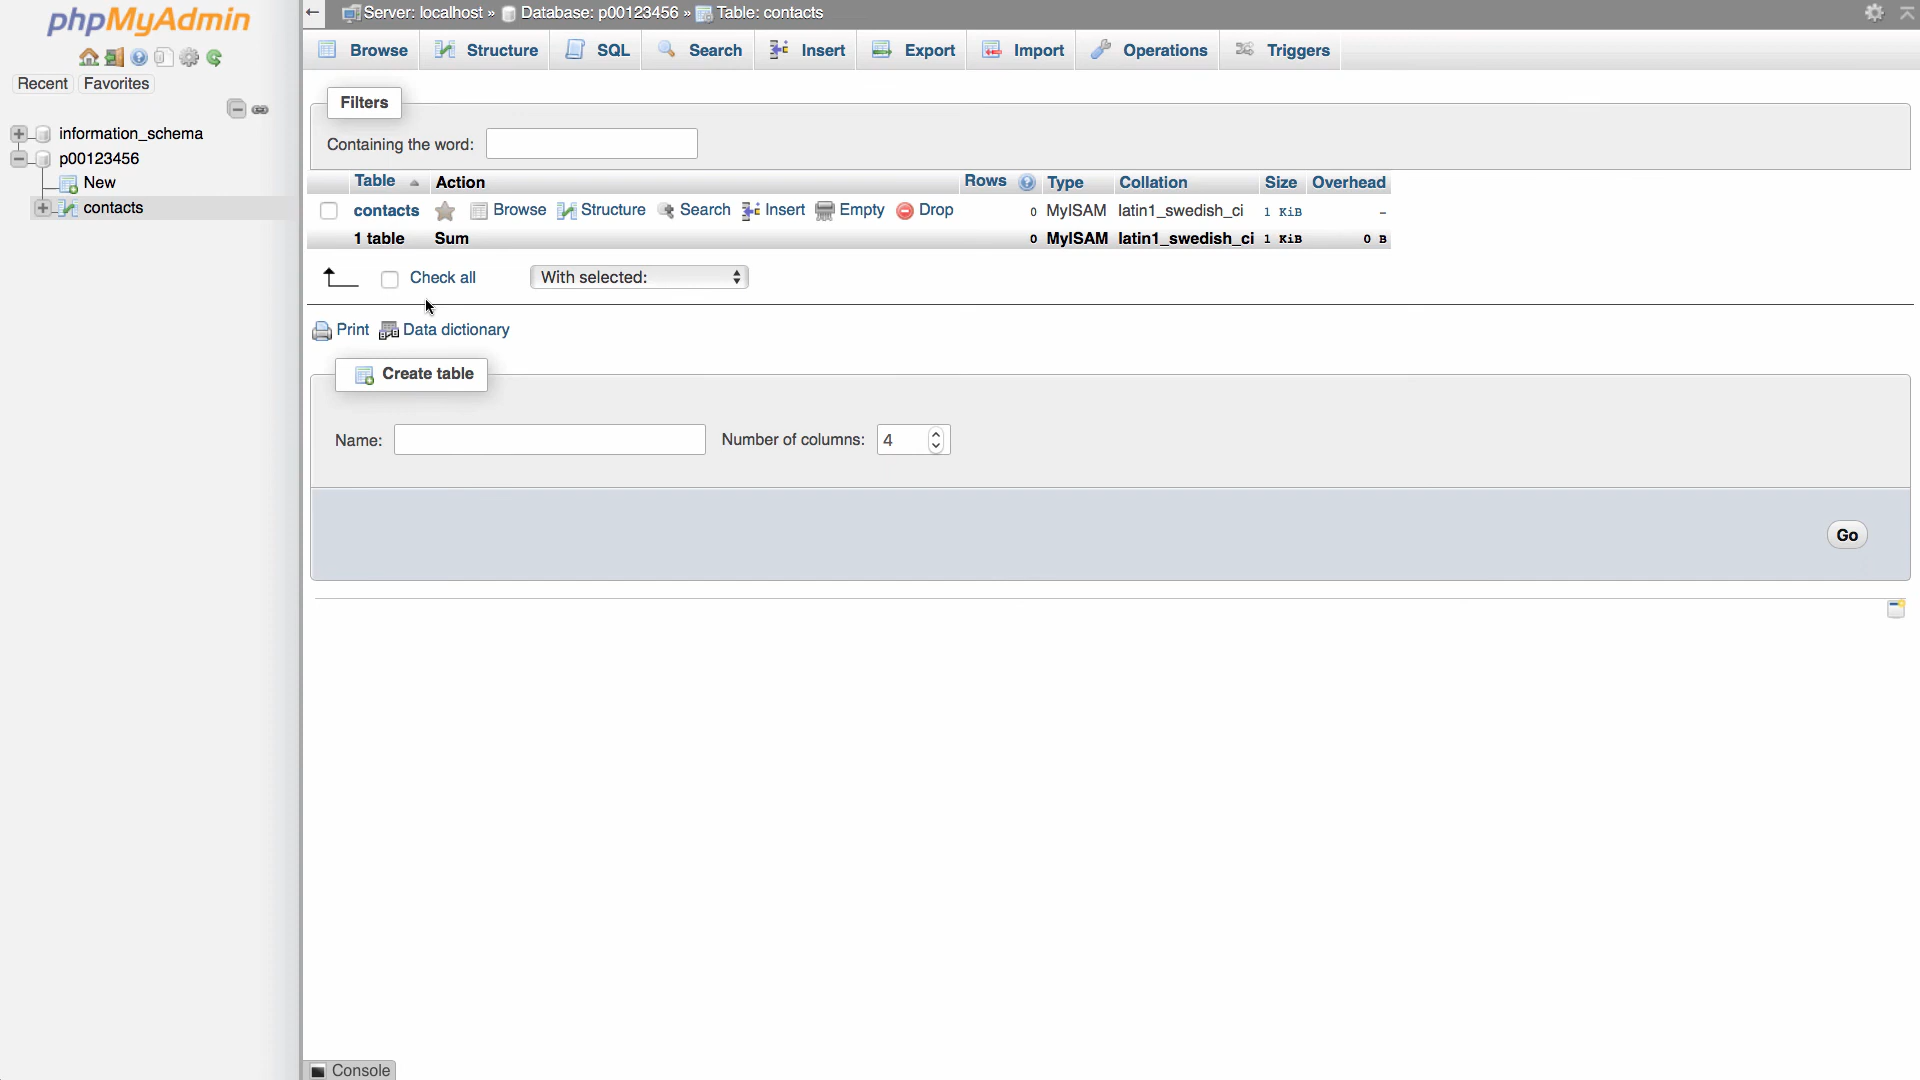 phpMyAdmin
Recent Favorites
information_schema
p00123456
New
contacts
Server: localhost » Database: p00123456 » Table: contacts
Browse Structure SQL Search Insert Export Import Operations Triggers
Filters
Containing the word:
Table Action Rows Type Collation Size Overhead
contacts Browse Structure Search Insert Empty Drop 0 MyISAM latin1_swedish_ci 1 KiB –
1 table Sum 0 MyISAM latin1_swedish_ci 1 KiB 0 B
Check all With selected:
Print Data dictionary
Create table
Name: Number of columns: 4
Go
Console